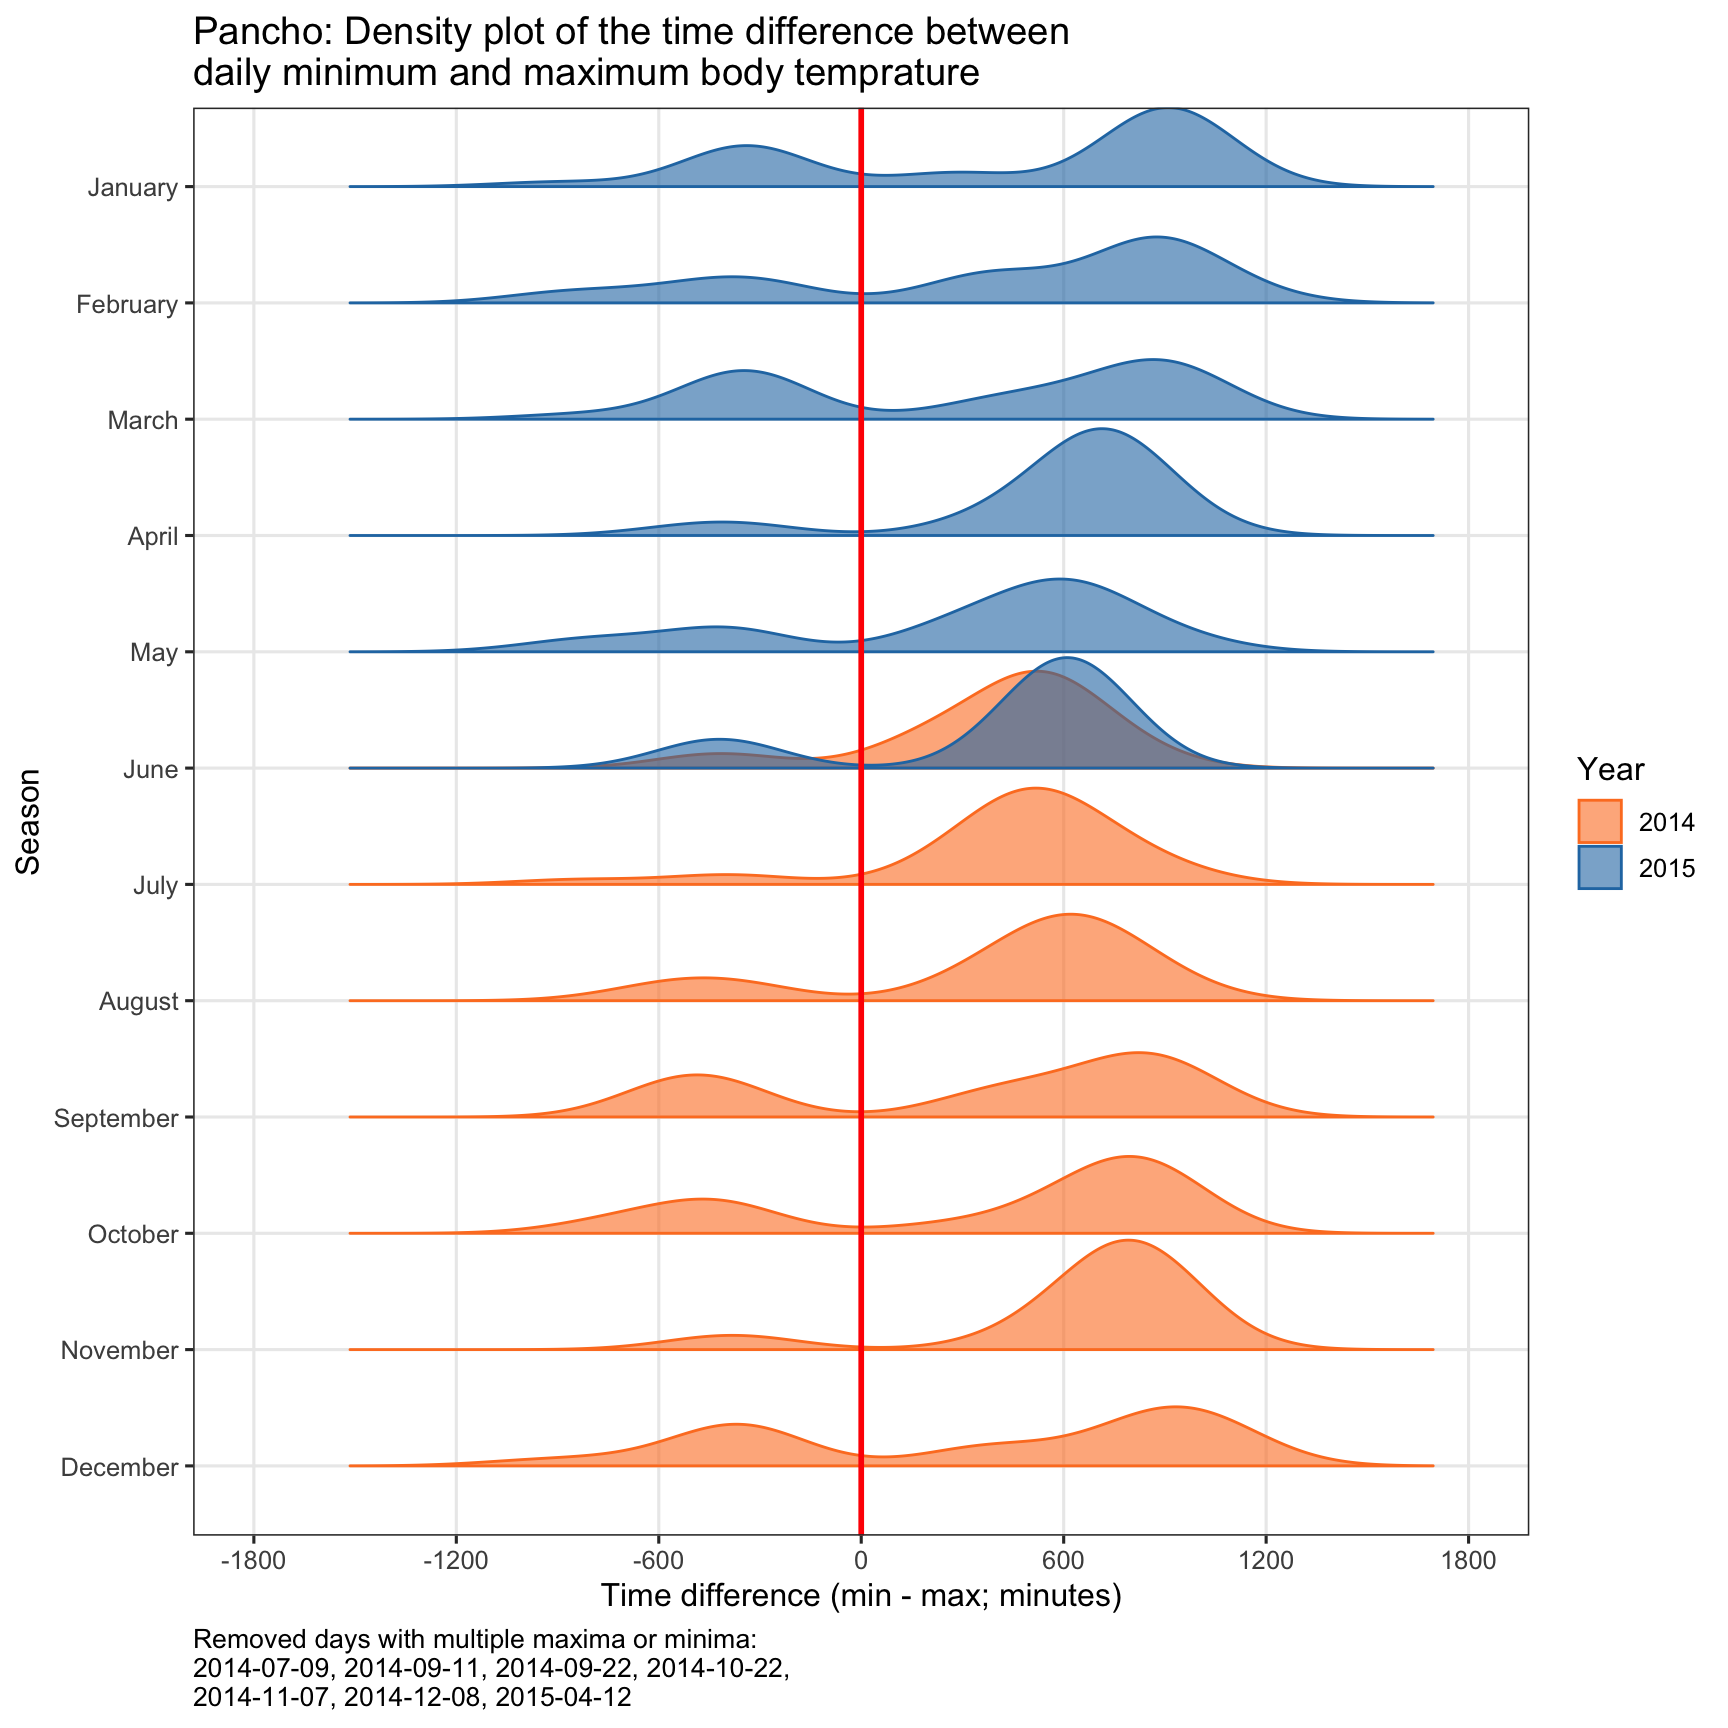 Pancho: Density plot of the time difference between
daily minimum and maximum body temprature
January
February
March
April
May
June
July
August
September
October
November
December
Season
-1800 -1200 -600 0 600 1200 1800
Time difference (min - max; minutes)
Year
2014
2015
Removed days with multiple maxima or minima:
2014-07-09, 2014-09-11, 2014-09-22, 2014-10-22,
2014-11-07, 2014-12-08, 2015-04-12